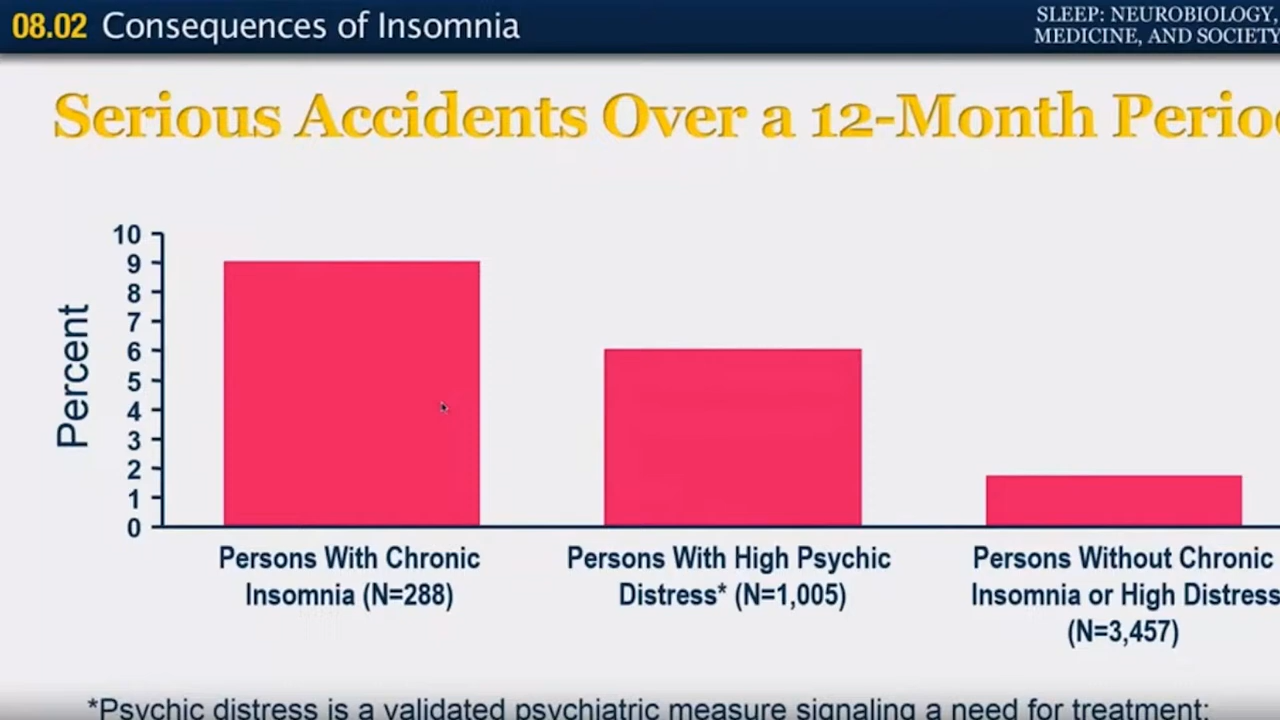 08.02 Consequences of Insomnia
SLEEP: NEUROBIOLOGY,
MEDICINE, AND SOCIETY
Serious Accidents Over a 12-Month Period
10
9
8
7
6
5
4
3
2
1
0
Percent
Persons With Chronic
Insomnia (N=288)
Persons With High Psychic
Distress* (N=1,005)
Persons Without Chronic
Insomnia or High Distress
(N=3,457)
*Psychic distress is a validated psychiatric measure signaling a need for treatment;